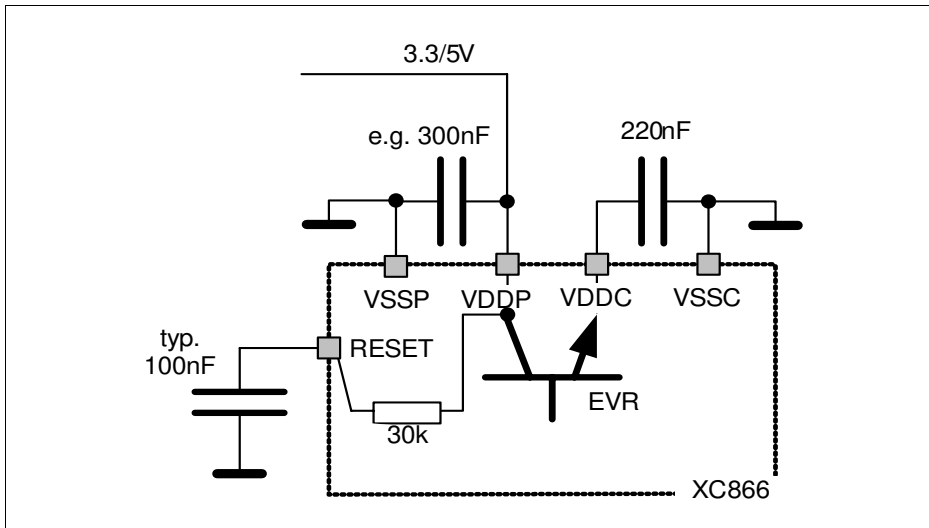 3.3/5V
e.g. 300nF
220nF
VSSP
VDDP
VDDC
VSSC
typ.
100nF
RESET
EVR
30k
XC866